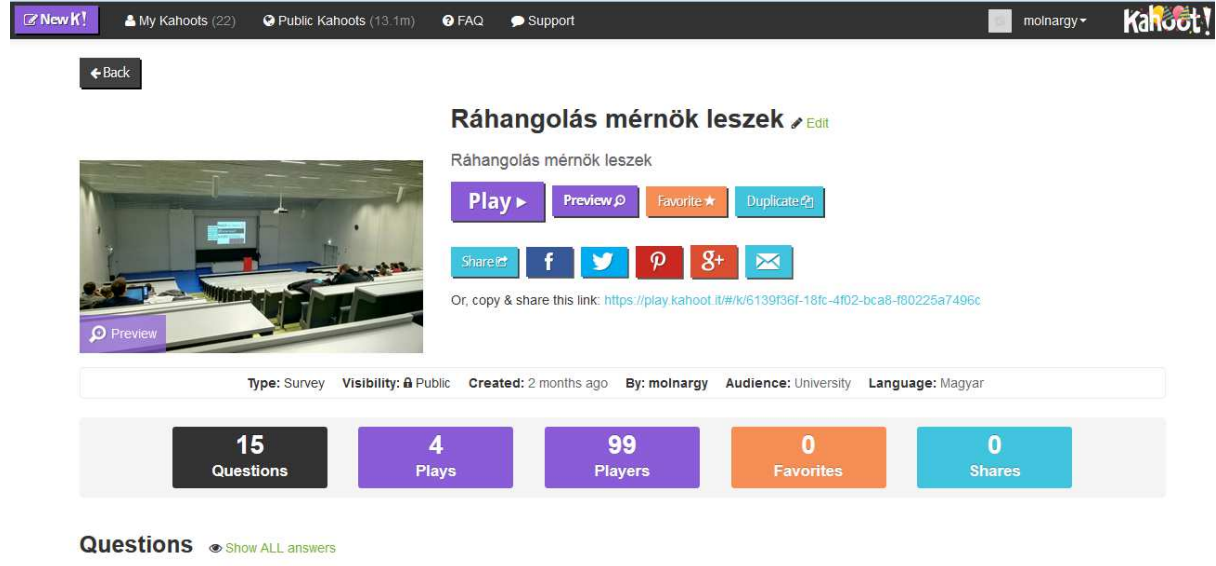 New K! My Kahoots (22) Public Kahoots (13.1m) FAQ Support molnargy Kahoot!
Back
Ráhangolás mérnök leszek Edit
Ráhangolás mérnök leszek
Play Preview Favorite Duplicate
Share f g+
Or, copy & share this link: https://play.kahoot.it/#/k/6139f36f-18fc-4f02-bca8-f80225a7496c
Preview
Type: Survey Visibility: Public Created: 2 months ago By: molnargy Audience: University Language: Magyar
15 4 99 0 0
Questions Plays Players Favorites Shares
Questions Show ALL answers